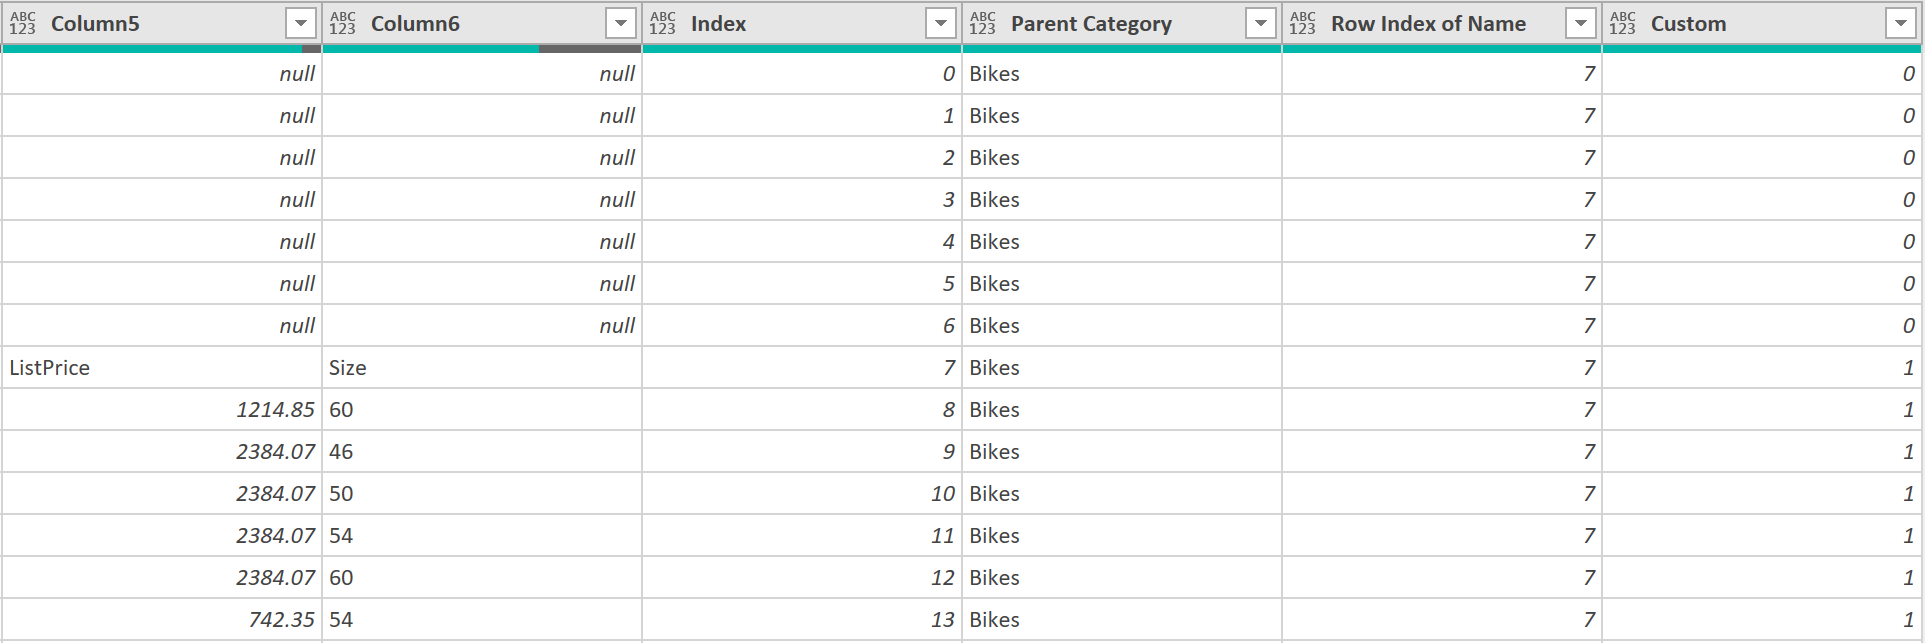 ABC 123 Column5 ABC 123 Column6 ABC 123 Index ABC 123 Parent Category ABC 123 Row Index of Name ABC 123 Custom
null null 0 Bikes 7 0
null null 1 Bikes 7 0
null null 2 Bikes 7 0
null null 3 Bikes 7 0
null null 4 Bikes 7 0
null null 5 Bikes 7 0
null null 6 Bikes 7 0
ListPrice Size 7 Bikes 7 1
1214.85 60 8 Bikes 7 1
2384.07 46 9 Bikes 7 1
2384.07 50 10 Bikes 7 1
2384.07 54 11 Bikes 7 1
2384.07 60 12 Bikes 7 1
742.35 54 13 Bikes 7 1